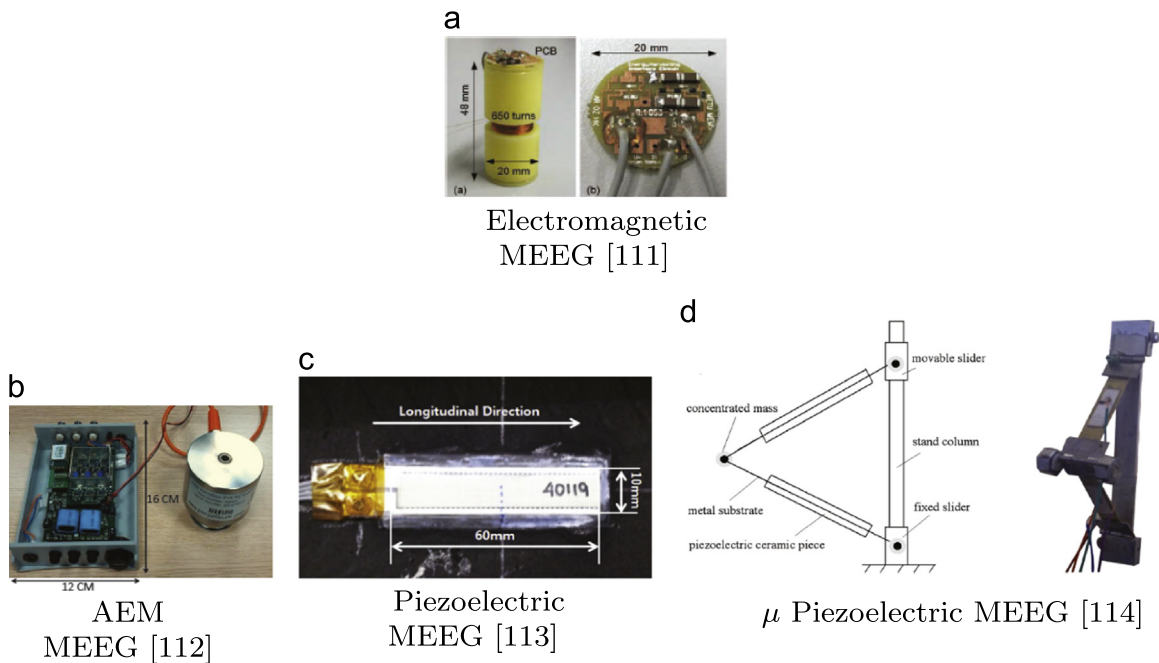 a
PCB
48 mm
650 turns
20 mm
(a)
20 mm
(b)
Electromagnetic
MEEG [111]
b
16 CM
12 CM
AEM
MEEG [112]
c
Longitudinal Direction
40119
10mm
60mm
Piezoelectric
MEEG [113]
d
movable slider
concentrated mass
stand column
metal substrate
fixed slider
piezoelectric ceramic piece
μ Piezoelectric MEEG [114]